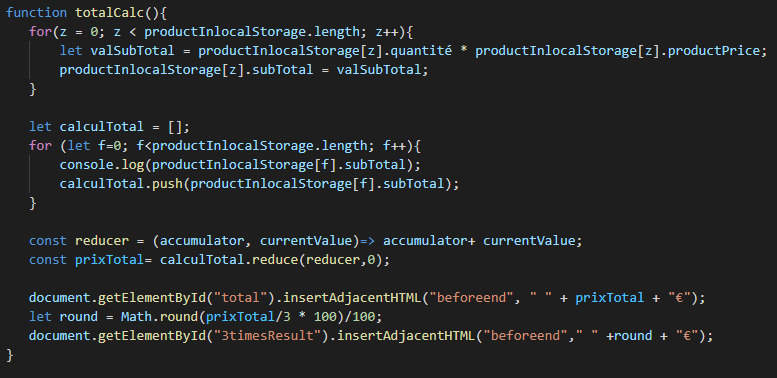 function totalCalc(){
for(z = 0; z < productInlocalStorage.length; z++){
let valSubTotal = productInlocalStorage[z].quantité * productInlocalStorage[z].productPrice;
productInlocalStorage[z].subTotal = valSubTotal;
}
let calculTotal = [];
for (let f=0; f<productInlocalStorage.length; f++){
console.log(productInlocalStorage[f].subTotal);
calculTotal.push(productInlocalStorage[f].subTotal);
}
const reducer = (accumulator, currentValue)=> accumulator+ currentValue;
const prixTotal= calculTotal.reduce(reducer,0);
document.getElementById("total").insertAdjacentHTML("beforeend", " " + prixTotal + "€");
let round = Math.round(prixTotal/3 * 100)/100;
document.getElementById("3timesResult").insertAdjacentHTML("beforeend"," " +round + "€");
}